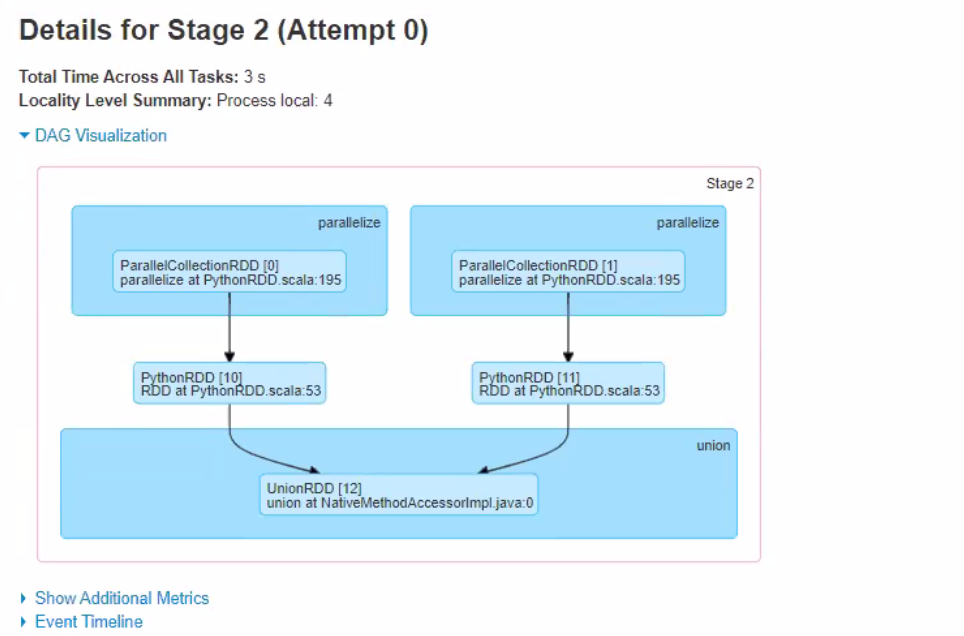 Details for Stage 2 (Attempt 0)
Total Time Across All Tasks: 3 s
Locality Level Summary: Process local: 4
DAG Visualization
Stage 2
parallelize
parallelize
ParallelCollectionRDD [0]
parallelize at PythonRDD.scala:195
ParallelCollectionRDD [1]
parallelize at PythonRDD.scala:195
PythonRDD [10]
RDD at PythonRDD.scala:53
PythonRDD [11]
RDD at PythonRDD.scala:53
union
UnionRDD [12]
union at NativeMethodAccessorImpl.java:0
Show Additional Metrics
Event Timeline